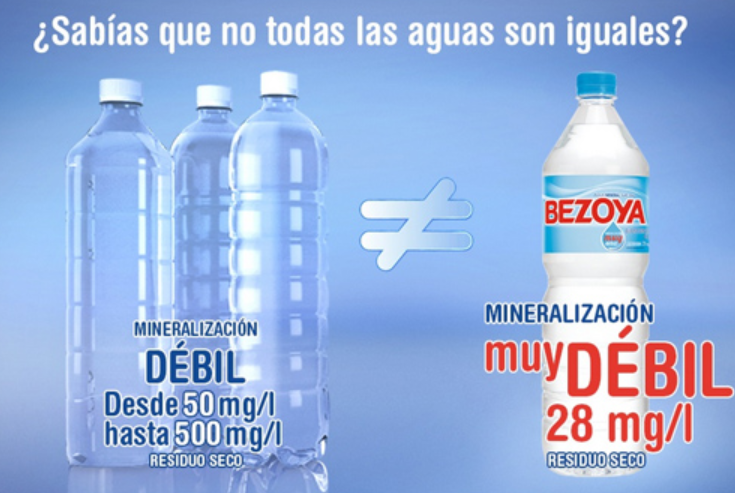 ¿Sabías que no todas las aguas son iguales?
MINERALIZACIÓN
DÉBIL
Desde 50 mg/l
hasta 500 mg/l
RESIDUO SECO
≠
BEZOYA
muy
MINERALIZACIÓN
muy DÉBIL
28 mg/l
RESIDUO SECO